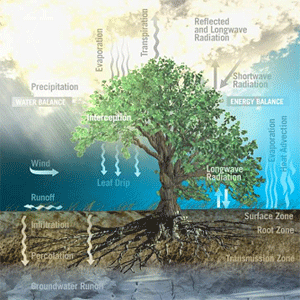 Reflected
and Longwave
Radiation
Evaporation
Transpiration
Precipitation
Shortwave
Radiation
WATER BALANCE
ENERGY BALANCE
Interception
Evaporation
Heat Advection
Wind
Leaf Drip
Longwave
Radiation
Runoff
Surface Zone
Infiltration
Root Zone
Percolation
Transmission Zone
Groundwater Runoff